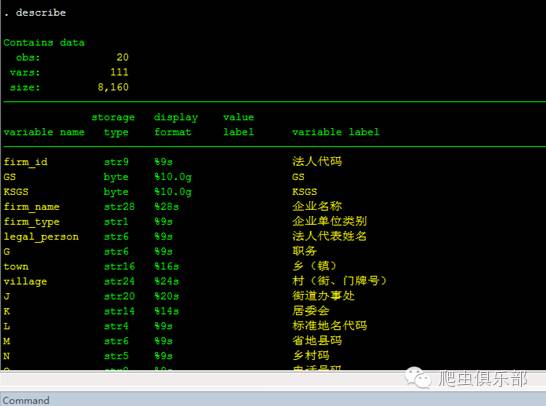 . describe
Contains data
obs: 20
vars: 111
size: 8,160
storage display value
variable name type format label variable label
firm_id str9 %9s 法人代码
GS byte %10.0g GS
KSGS byte %10.0g KSGS
firm_name str28 %28s 企业名称
firm_type str1 %9s 企业单位类别
legal_person str6 %9s 法人代表姓名
G str6 %9s 职务
town str16 %16s 乡（镇）
village str24 %24s 村（街、门牌号）
J str20 %20s 街道办事处
K str14 %14s 居委会
L str4 %9s 标准地名代码
M str6 %9s 省地县码
N str5 %9s 乡村码
爬虫俱乐部
Command